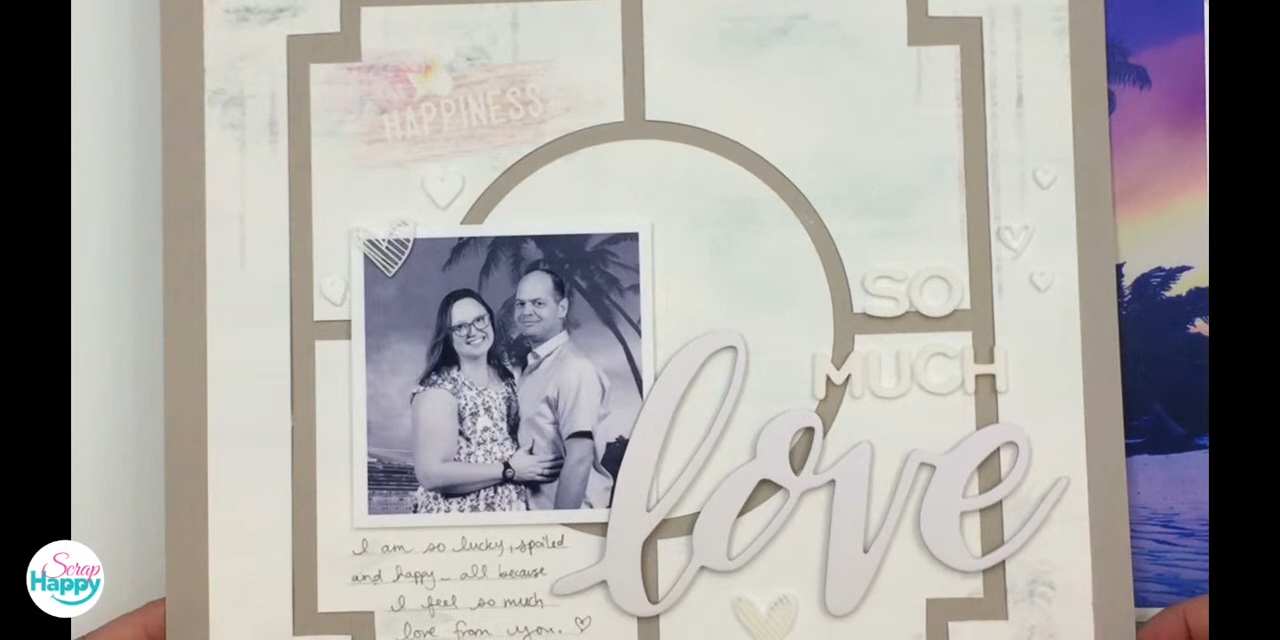 HAPPINESS
SO
MUCH
love
I am so lucky, spoiled
and happy - all because
I feel so much
love from you. ♡
Scrap
Happy